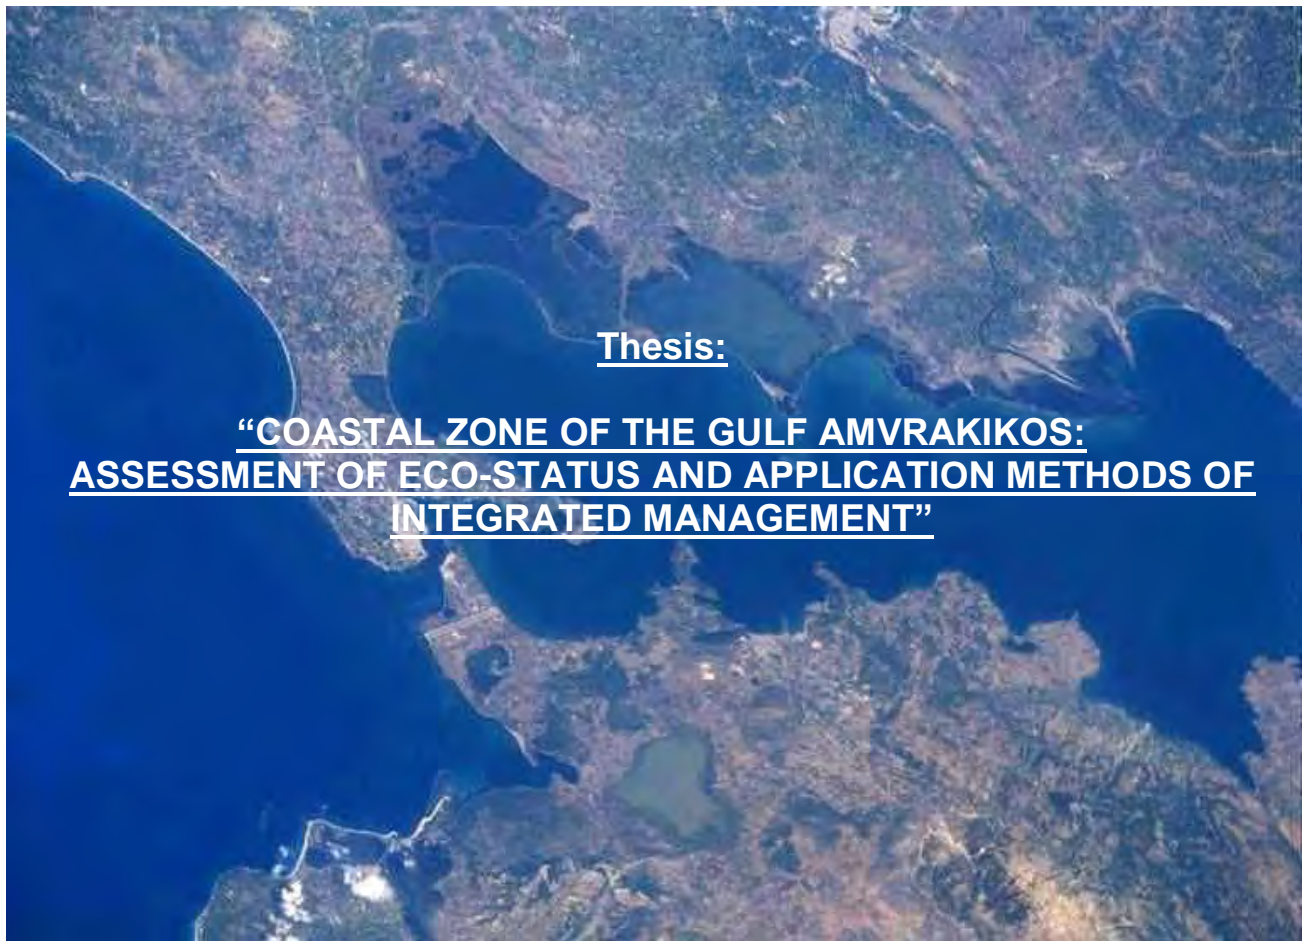 Thesis:
“COASTAL ZONE OF THE GULF AMVRAKIKOS:
ASSESSMENT OF ECO-STATUS AND APPLICATION METHODS OF
INTEGRATED MANAGEMENT”